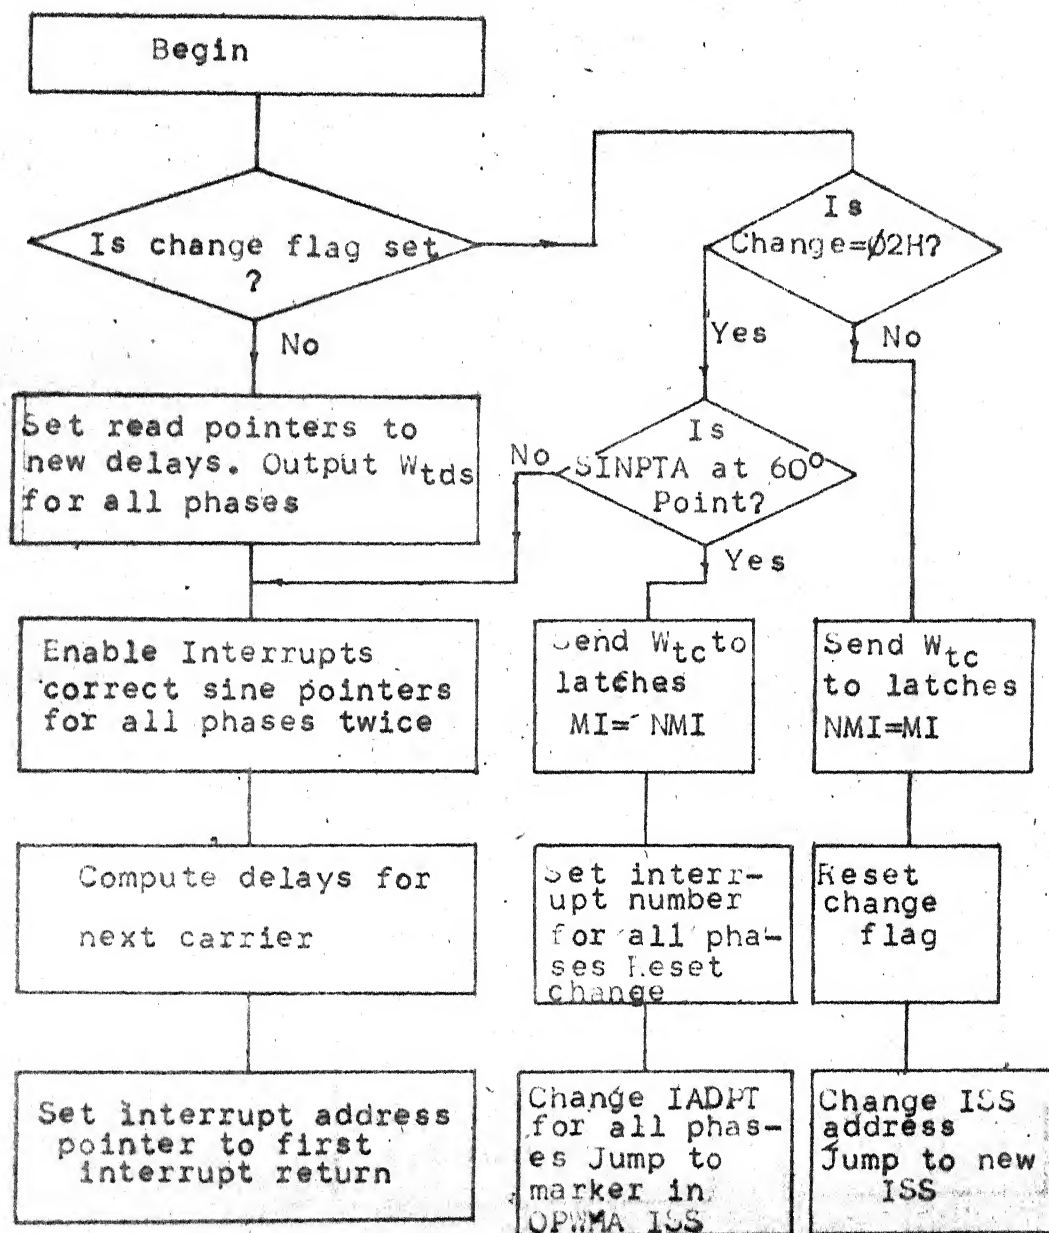 Begin
Is change flag set
?
No
Is
Change=Ø2H?
Yes
No
Set read pointers to
new delays. Output Wtds
for all phases
Is
SINPTA at 60°
Point?
No
Yes
Enable Interrupts
correct sine pointers
for all phases twice
Send Wtc to
latches
MI= NMI
Send Wtc
to latches
NMI=MI
Compute delays for
next carrier
Set interr-
upt number
for all pha-
ses Reset
change
Reset
change
flag
Set interrupt address
pointer to first
interrupt return
Change IADPT
for all phas-
es Jump to
marker in
OPWMA ISS
Change ISS
address
Jump to new
ISS